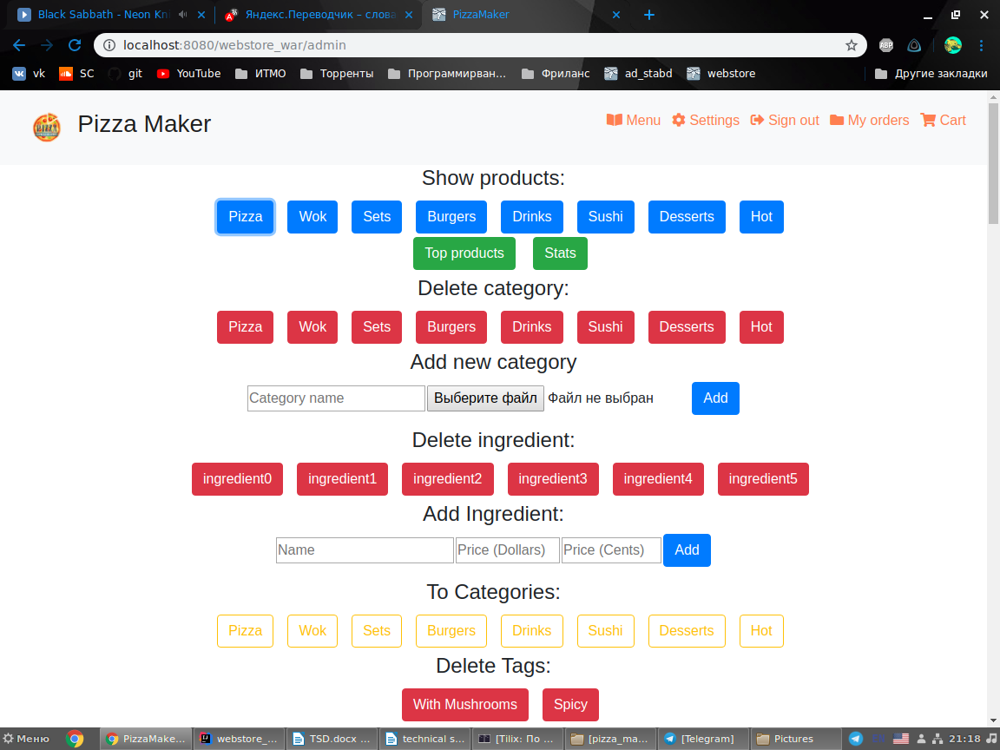 Black Sabbath - Neon Kni
Яндекс.Переводчик – слова
PizzaMaker
localhost:8080/webstore_war/admin
ABP
vk SC git YouTube ИТМО Торренты Программирван... Фриланс ad_stabd webstore Другие закладки
Pizza Maker
Menu Settings Sign out My orders Cart
Show products:
Pizza Wok Sets Burgers Drinks Sushi Desserts Hot
Top products Stats
Delete category:
Pizza Wok Sets Burgers Drinks Sushi Desserts Hot
Add new category
Category name Выберите файл Файл не выбран Add
Delete ingredient:
ingredient0 ingredient1 ingredient2 ingredient3 ingredient4 ingredient5
Add Ingredient:
Name Price (Dollars) Price (Cents) Add
To Categories:
Pizza Wok Sets Burgers Drinks Sushi Desserts Hot
Delete Tags:
With Mushrooms Spicy
Меню PizzaMake... webstore_... TSD.docx ... technical s... [Tilix: По ... [pizza_ma... [Telegram] Pictures 21:18